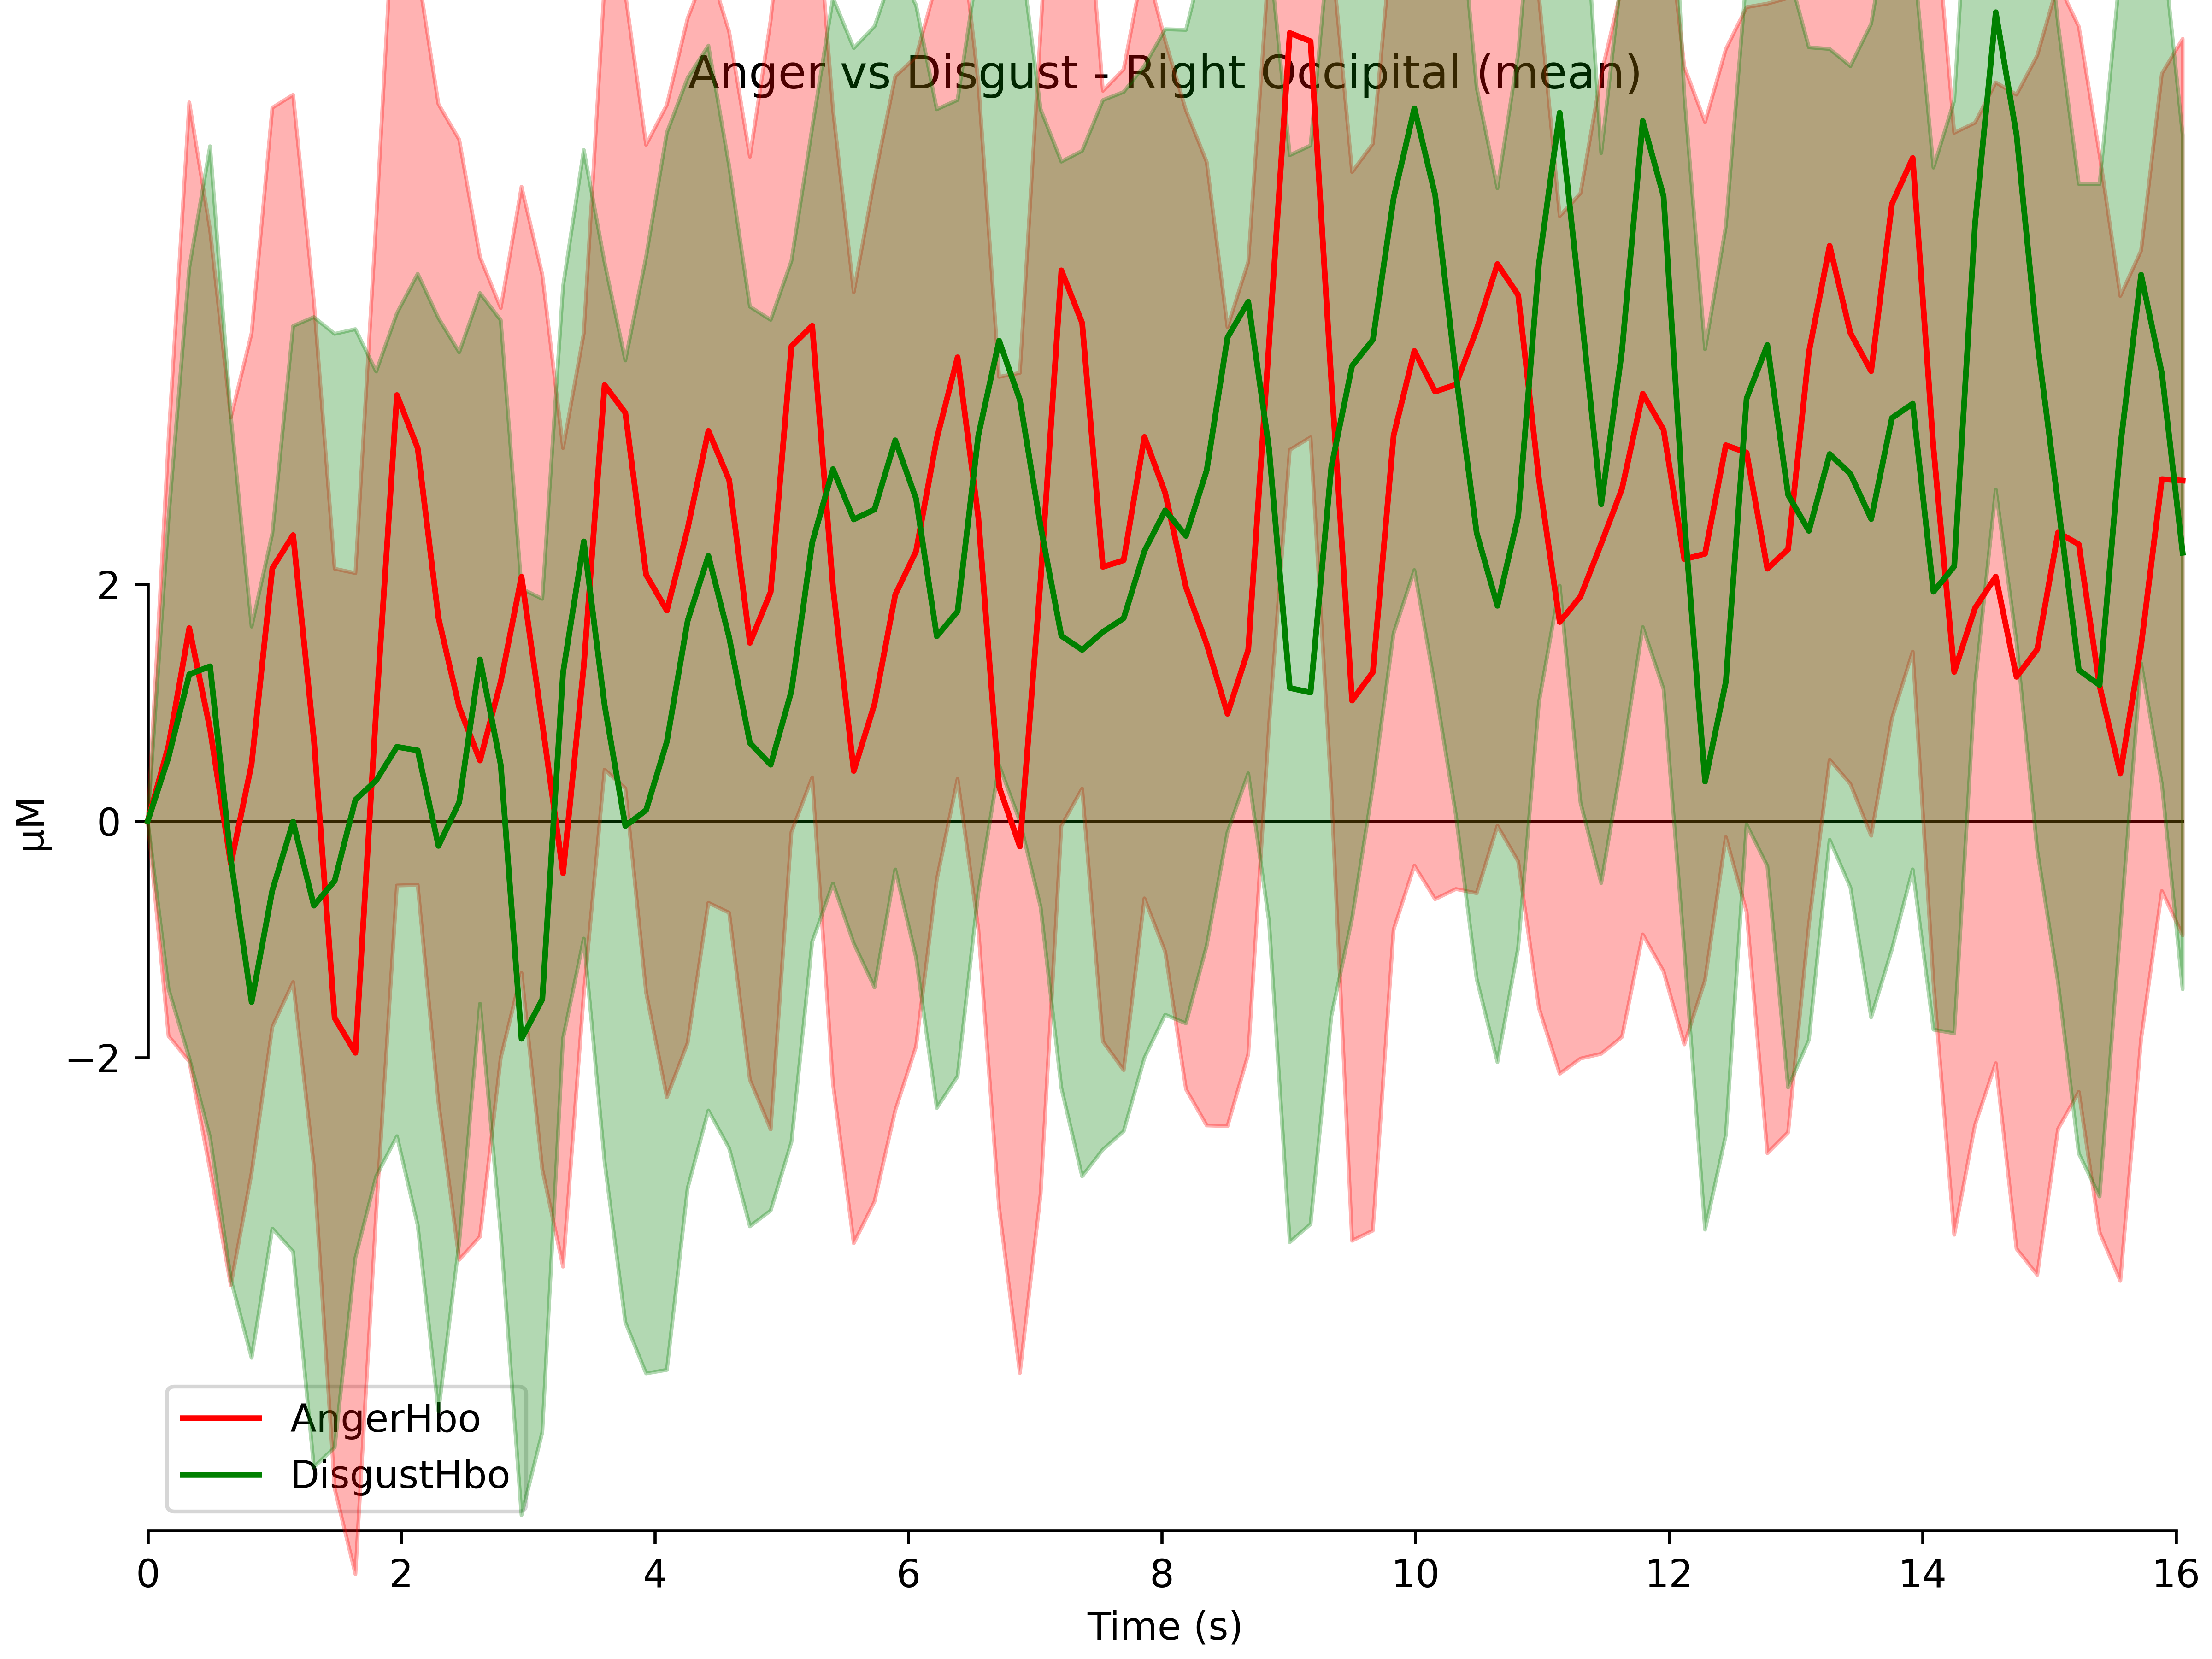 Anger vs Disgust - Right Occipital (mean)
2
0
−2
µM
AngerHbo
DisgustHbo
0 2 4 6 8 10 12 14 16
Time (s)